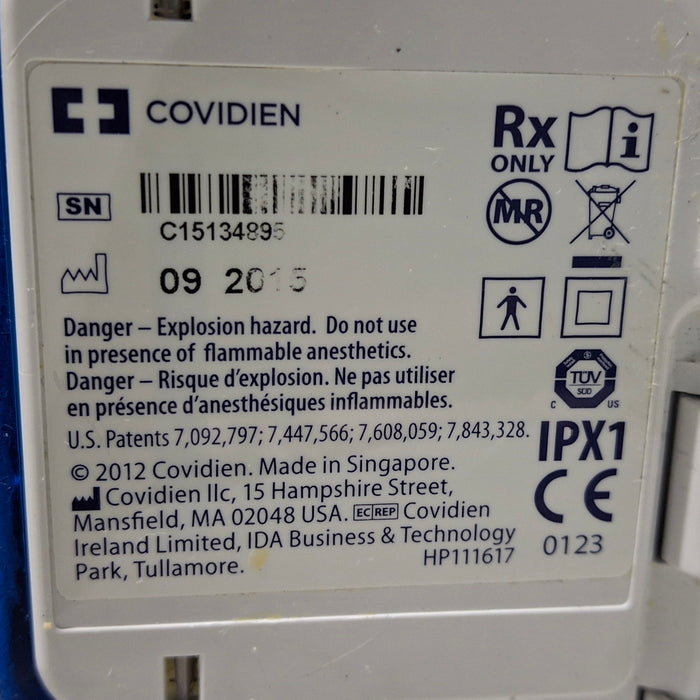 COVIDIEN
Rx
ONLY
i
SN
C15134895
MR
09 2015
Danger – Explosion hazard. Do not use
in presence of flammable anesthetics.
Danger – Risque d'explosion. Ne pas utiliser
en présence d'anesthésiques inflammables.
TÜV
SÜD
C US
U.S. Patents 7,092,797; 7,447,566; 7,608,059; 7,843,328.
IPX1
© 2012 Covidien. Made in Singapore.
Covidien llc, 15 Hampshire Street,
Mansfield, MA 02048 USA. EC REP Covidien
Ireland Limited, IDA Business & Technology
Park, Tullamore.
HP111617
CE
0123